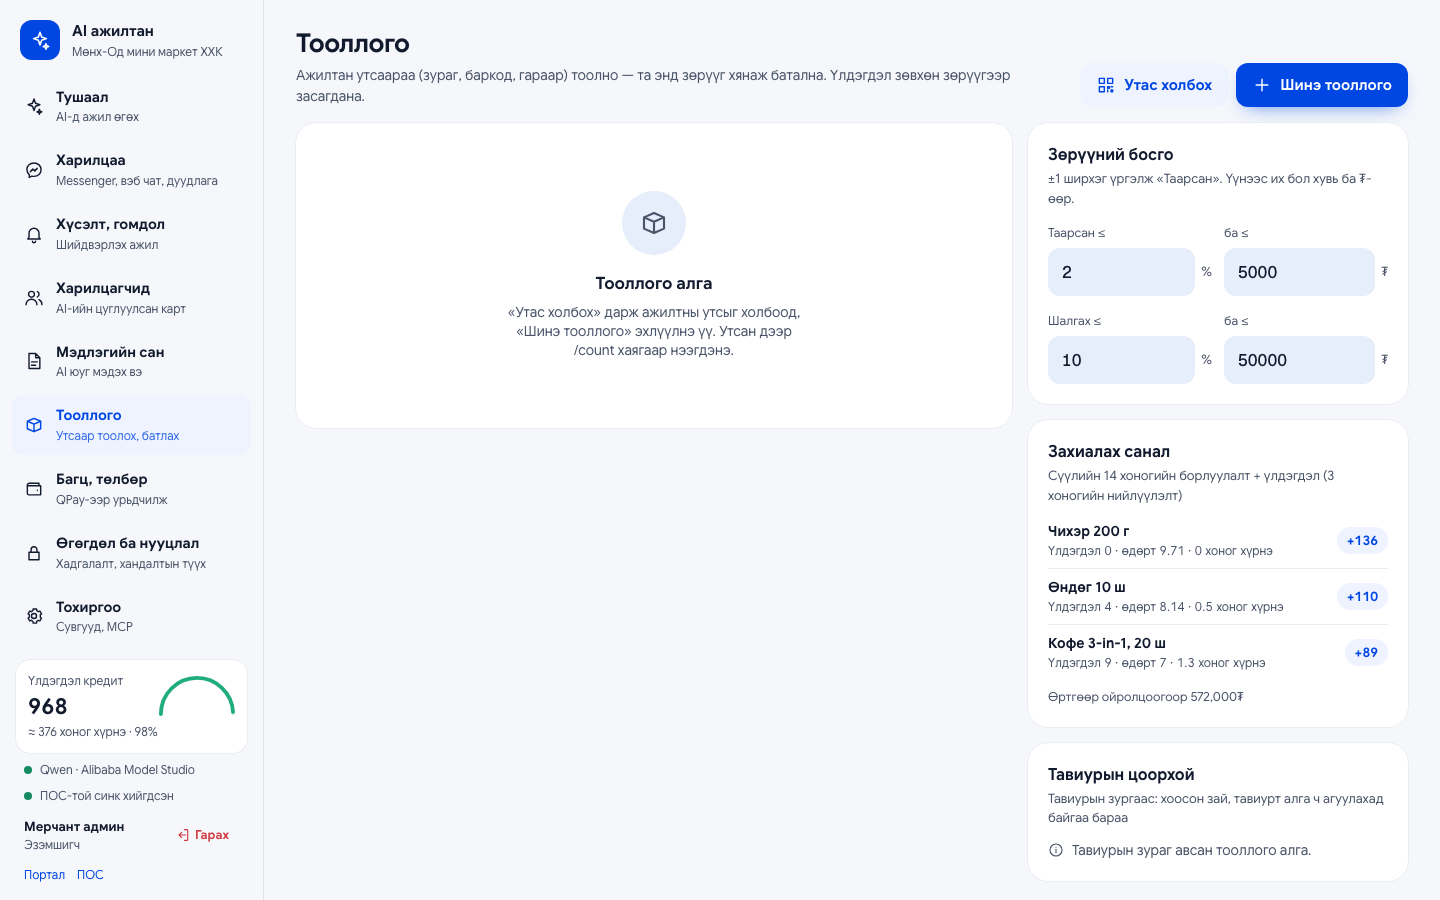 AI ажилтан
Мөнх-Од мини маркет ХХК
Тушаал
AI-д ажил өгөх
Харилцаа
Messenger, вэб чат, дуудлага
Хүсэлт, гомдол
Шийдвэрлэх ажил
Харилцагчид
AI-ийн цуглуулсан карт
Мэдлэгийн сан
AI юуг мэдэх вэ
Тооллого
Утсаар тоолох, батлах
Багц, төлбөр
QPay-ээр урьдчилж
Өгөгдөл ба нууцлал
Хадгалалт, хандалтын түүх
Тохиргоо
Сувгууд, MCP
Үлдэгдэл кредит
968
≈ 376 хоног хүрнэ · 98%
Qwen · Alibaba Model Studio
ПОС-той синк хийгдсэн
Мерчант админ
Эзэмшигч
Гарах
Портал ПОС
Тооллого
Ажилтан утсаараа (зураг, баркод, гараар) тоолно — та энд зөрүүг хянаж батална. Үлдэгдэл зөвхөн зөрүүгээр
засагдана.
Утас холбох
Шинэ тооллого
Тооллого алга
«Утас холбох» дарж ажилтны утсыг холбоод,
«Шинэ тооллого» эхлүүлнэ үү. Утсан дээр
/count хаягаар нээгдэнэ.
Зөрүүний босго
±1 ширхэг үргэлж «Таарсан». Үүнээс их бол хувь ба ₮-
өөр.
Таарсан ≤ ба ≤
2 % 5000 ₮
Шалгах ≤ ба ≤
10 % 50000 ₮
Захиалах санал
Сүүлийн 14 хоногийн борлуулалт + үлдэгдэл (3
хоногийн нийлүүлэлт)
Чихэр 200 г
Үлдэгдэл 0 · өдөрт 9.71 · 0 хоног хүрнэ
+136
Өндөг 10 ш
Үлдэгдэл 4 · өдөрт 8.14 · 0.5 хоног хүрнэ
+110
Кофе 3-in-1, 20 ш
Үлдэгдэл 9 · өдөрт 7 · 1.3 хоног хүрнэ
+89
Өртгөөр ойролцоогоор 572,000₮
Тавиурын цоорхой
Тавиурын зургаас: хоосон зай, тавиурт алга ч агуулахад
байгаа бараа
Тавиурын зураг авсан тооллого алга.